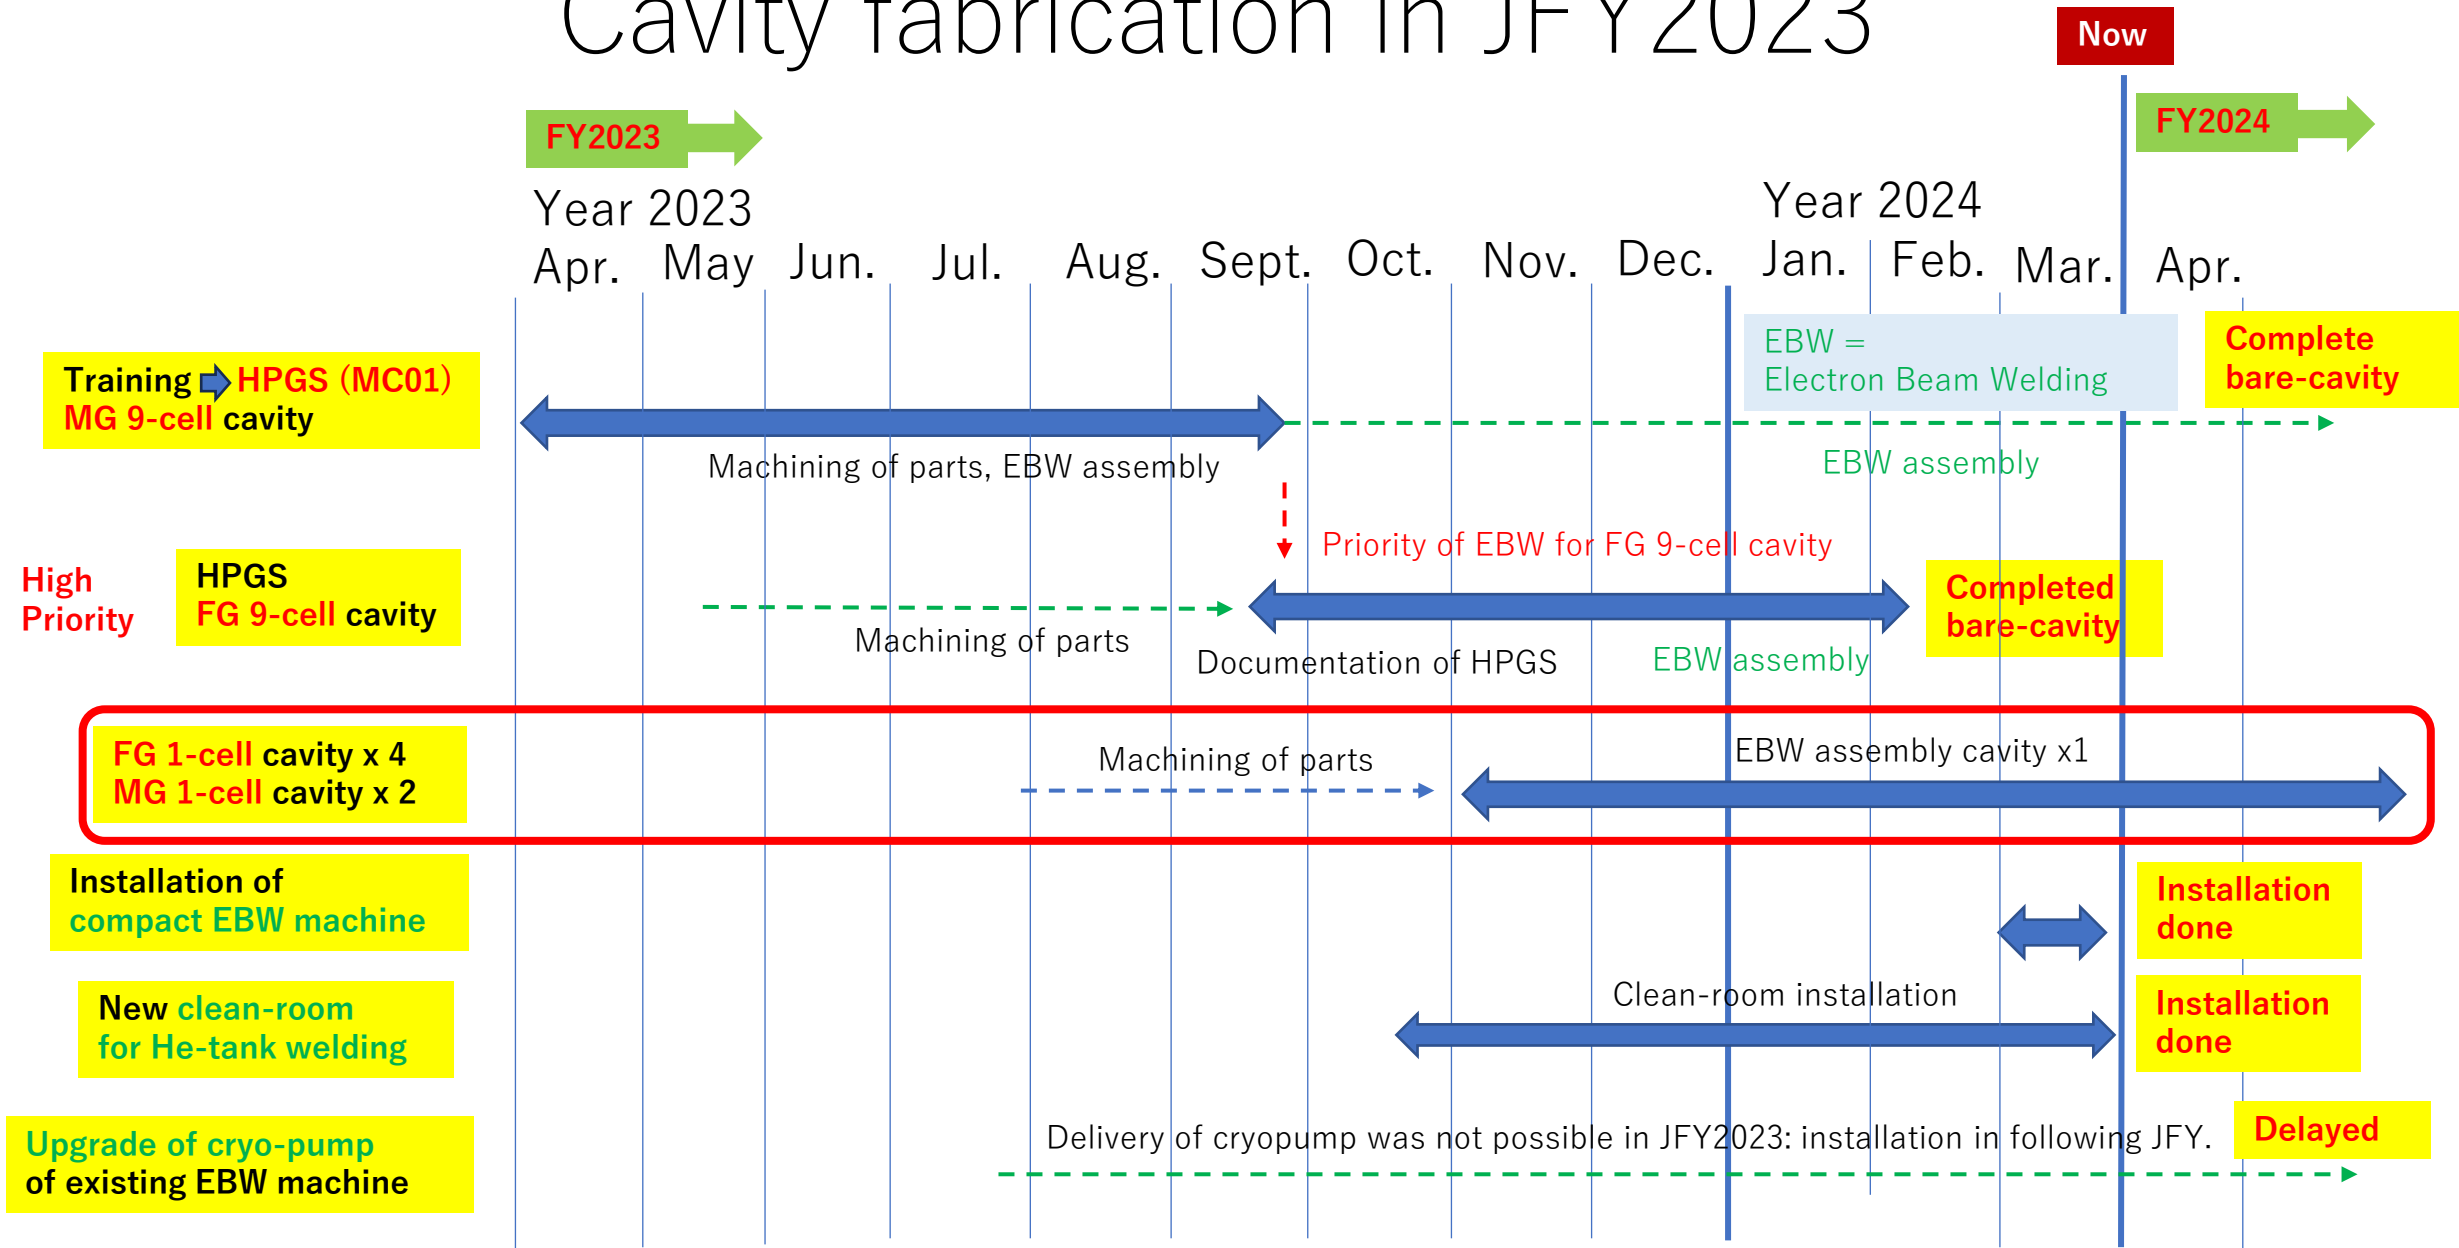 Cavity fabrication in JFY2023
Now
FY2023
FY2024
Year 2023
Year 2024
Apr. May Jun. Jul. Aug. Sept. Oct. Nov. Dec. Jan. Feb. Mar. Apr.
Training HPGS (MC01)
MG 9-cell cavity
Machining of parts, EBW assembly
EBW =
Electron Beam Welding
EBW assembly
Complete
bare-cavity
High
Priority
HPGS
FG 9-cell cavity
Machining of parts
Priority of EBW for FG 9-cell cavity
Documentation of HPGS
EBW assembly
Completed
bare-cavity
FG 1-cell cavity x 4
MG 1-cell cavity x 2
Machining of parts
EBW assembly cavity x1
Installation of
compact EBW machine
Installation
done
New clean-room
for He-tank welding
Clean-room installation
Installation
done
Upgrade of cryo-pump
of existing EBW machine
Delivery of cryopump was not possible in JFY2023: installation in following JFY.
Delayed